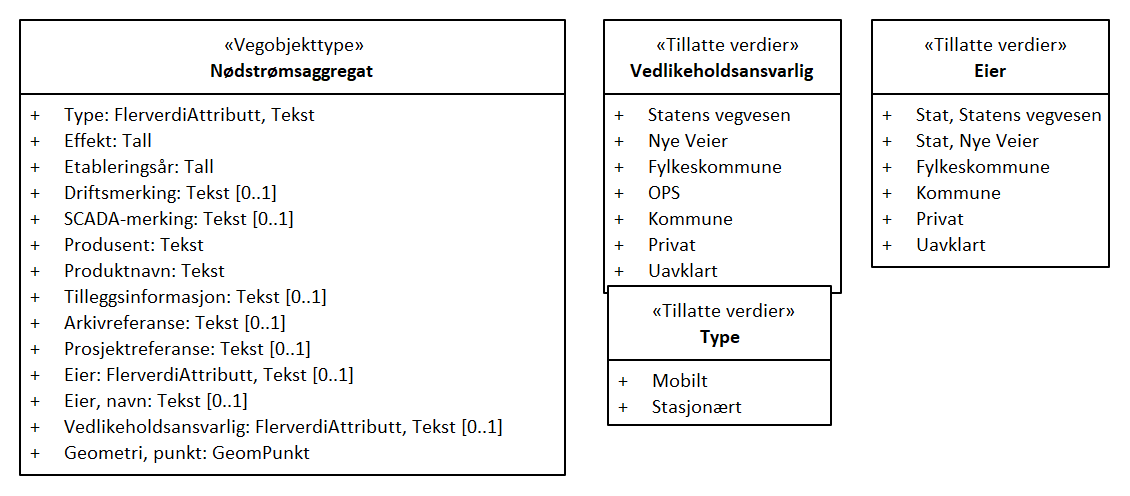 «Vegobjekttype»
Nødstrømsaggregat
+ Type: FlerverdiAttributt, Tekst
+ Effekt: Tall
+ Etableringsår: Tall
+ Driftsmerking: Tekst [0..1]
+ SCADA-merking: Tekst [0..1]
+ Produsent: Tekst
+ Produktnavn: Tekst
+ Tilleggsinformasjon: Tekst [0..1]
+ Arkivreferanse: Tekst [0..1]
+ Prosjektreferanse: Tekst [0..1]
+ Eier: FlerverdiAttributt, Tekst [0..1]
+ Eier, navn: Tekst [0..1]
+ Vedlikeholdsansvarlig: FlerverdiAttributt, Tekst [0..1]
+ Geometri, punkt: GeomPunkt
«Tillatte verdier»
Vedlikeholdsansvarlig
+ Statens vegvesen
+ Nye Veier
+ Fylkeskommune
+ OPS
+ Kommune
+ Privat
+ Uavklart
«Tillatte verdier»
Type
+ Mobilt
+ Stasjonært
«Tillatte verdier»
Eier
+ Stat, Statens vegvesen
+ Stat, Nye Veier
+ Fylkeskommune
+ Kommune
+ Privat
+ Uavklart